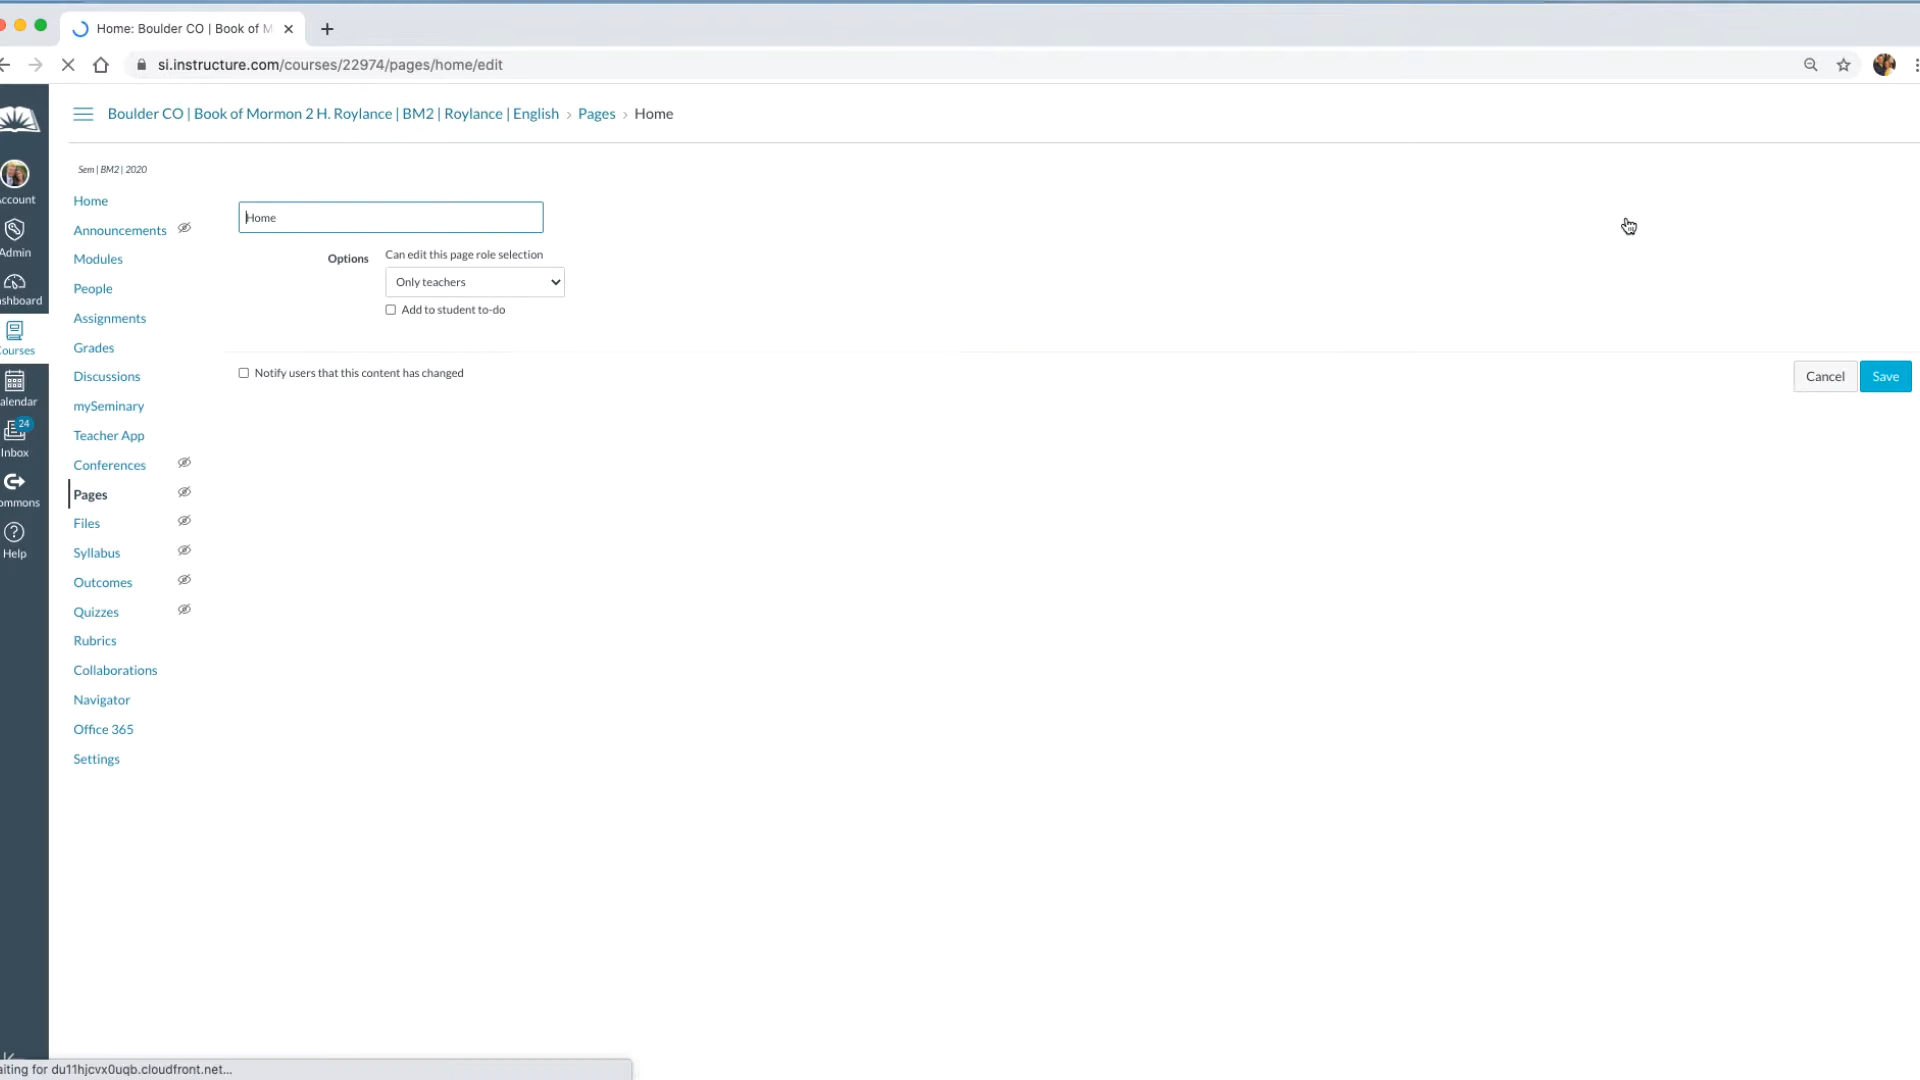 Home: Boulder CO | Book of M
si.instructure.com/courses/22974/pages/home/edit
Boulder CO | Book of Mormon 2 H. Roylance | BM2 | Roylance | English › Pages › Home
Sem | BM2 | 2020
Home
Announcements
Modules
People
Assignments
Grades
Discussions
mySeminary
Teacher App
Conferences
Pages
Files
Syllabus
Outcomes
Quizzes
Rubrics
Collaborations
Navigator
Office 365
Settings
ccount
Admin
ashboard
Courses
alendar
24
Inbox
ommons
Help
Home
Options
Can edit this page role selection
Only teachers
Add to student to-do
Notify users that this content has changed
Cancel
Save
aiting for du11hjcvx0uqb.cloudfront.net...